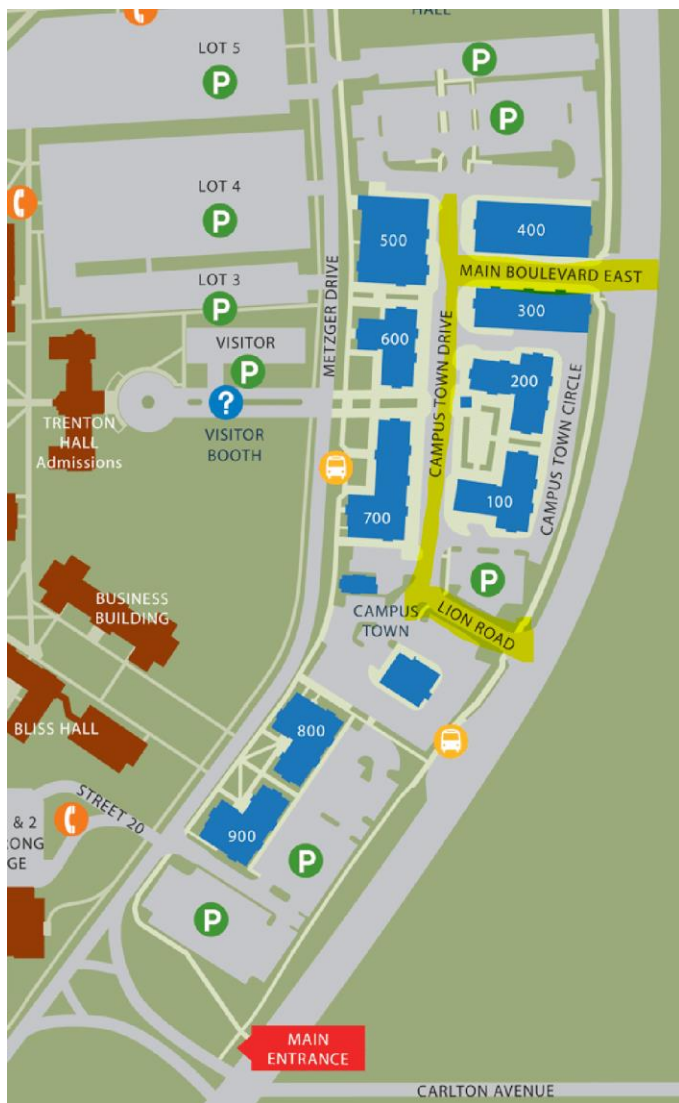 HALL
LOT 5
P
P
P
LOT 4
P
500
400
MAIN BOULEVARD EAST
METZGER DRIVE
LOT 3
P
300
VISITOR
P
600
CAMPUS TOWN DRIVE
200
CAMPUS TOWN CIRCLE
?
TRENTON
HALL
Admissions
VISITOR
BOOTH
100
700
P
BUSINESS
BUILDING
CAMPUS
TOWN
LION ROAD
BLISS HALL
800
STREET 20
& 2
RONG
GE
900
P
P
MAIN
ENTRANCE
CARLTON AVENUE